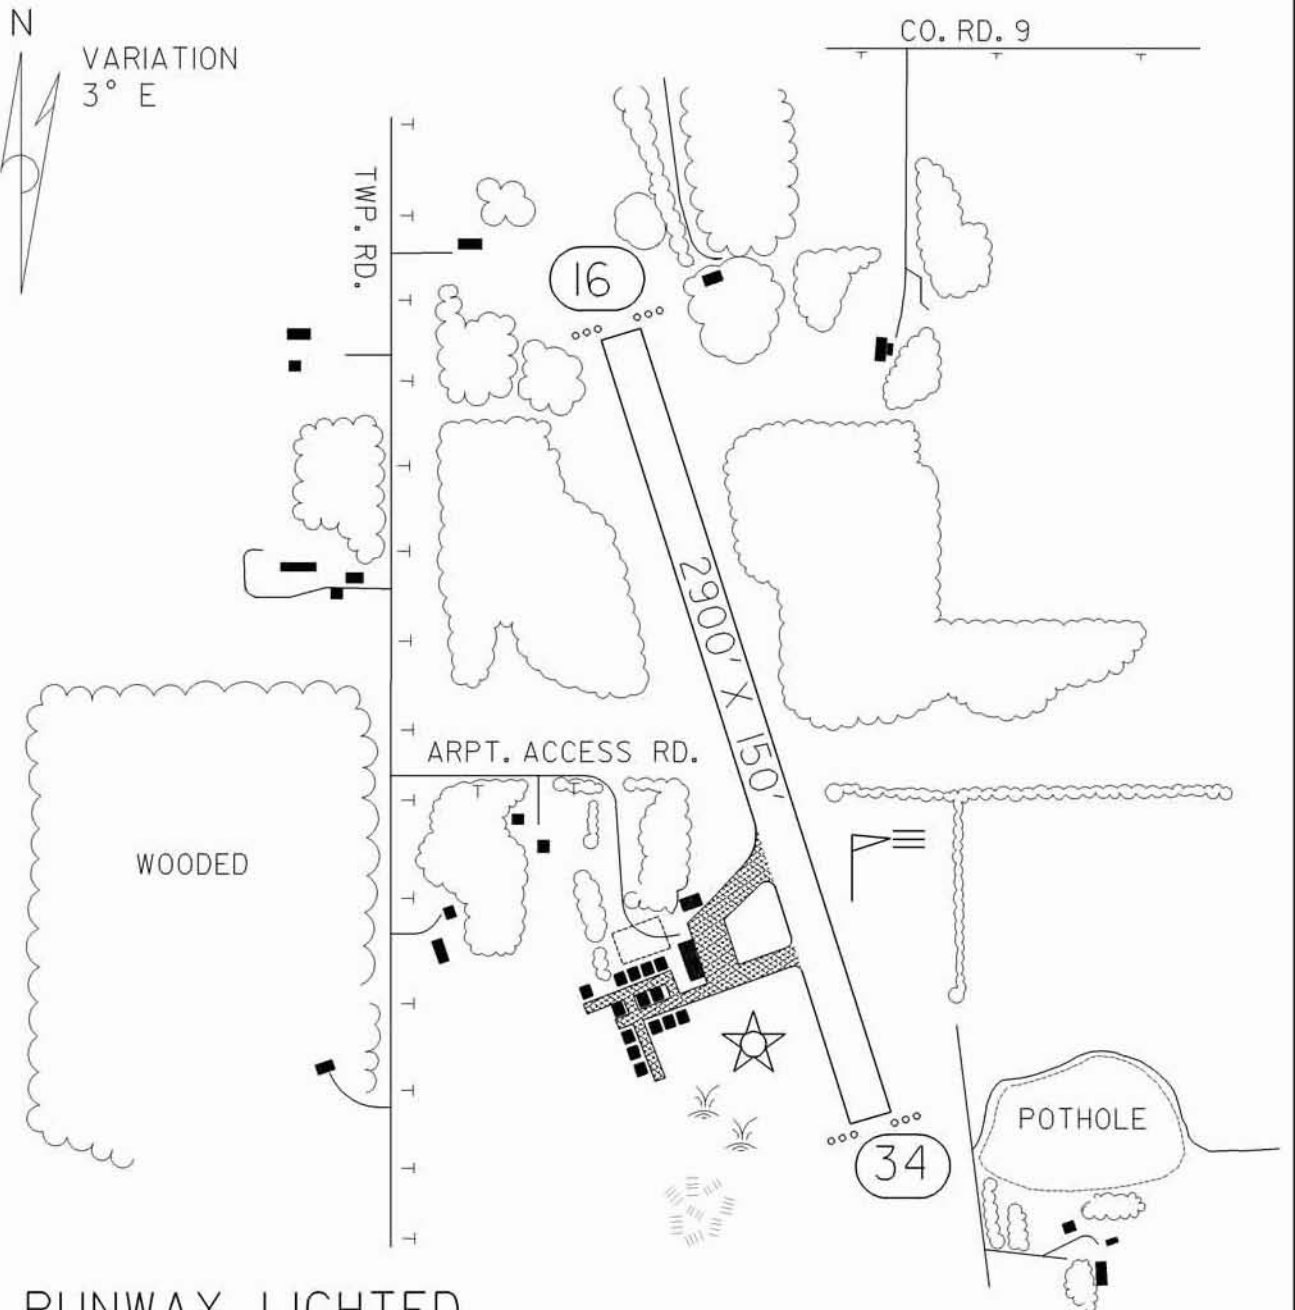 N
VARIATION
3° E
CO. RD. 9
TWP. RD.
16
2900' X 150'
ARPT. ACCESS RD.
WOODED
POTHOLE
34
RUNWAY LIGHTED